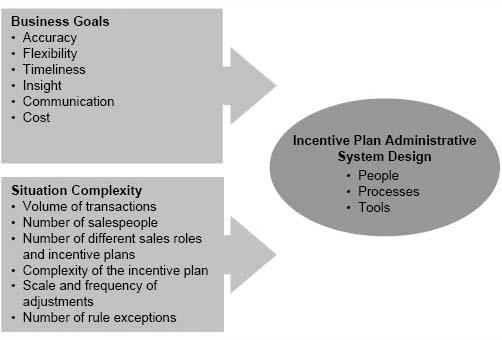 Business Goals
• Accuracy
• Flexibility
• Timeliness
• Insight
• Communication
• Cost
Situation Complexity
• Volume of transactions
• Number of salespeople
• Number of different sales roles
and incentive plans
• Complexity of the incentive plan
• Scale and frequency of
adjustments
• Number of rule exceptions
Incentive Plan Administrative
System Design
• People
• Processes
• Tools